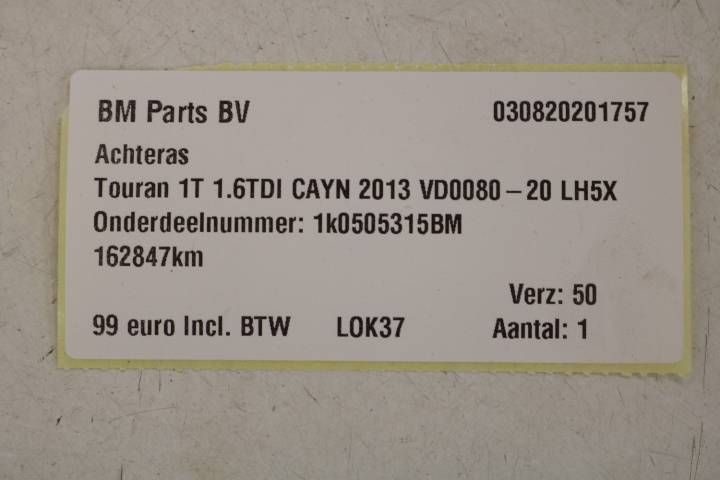 BM Parts BV 030820201757
Achteras
Touran 1T 1.6TDI CAYN 2013 VD0080-20 LH5X
Onderdeelnummer: 1k0505315BM
162847km
Verz: 50
99 euro Incl. BTW LOK37 Aantal: 1